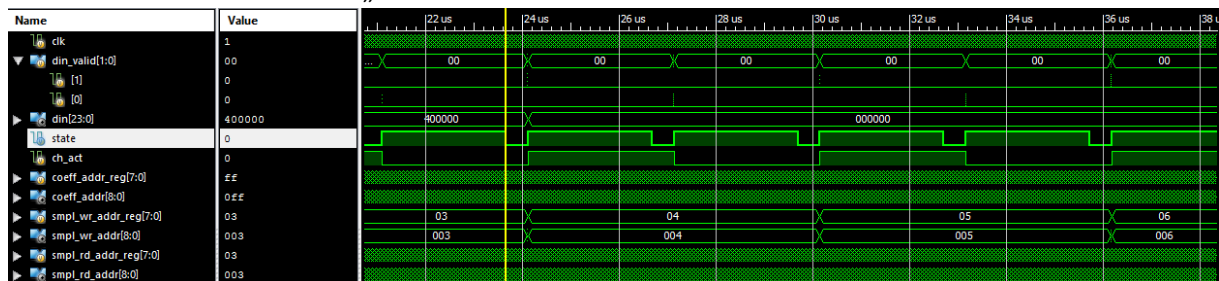 Name Value 22 us 24 us 26 us 28 us 30 us 32 us 34 us 36 us 38 u
clk 1
din_valid[1:0] 00 ... 00 00 00 00 00 00
[1] 0
[0] 0
din[23:0] 400000 400000 000000
state 0
ch_act 0
coeff_addr_reg[7:0] ff
coeff_addr[8:0] 0ff
smpl_wr_addr_reg[7:0] 03 03 04 05 06
smpl_wr_addr[8:0] 003 003 004 005 006
smpl_rd_addr_reg[7:0] 03
smpl_rd_addr[8:0] 003